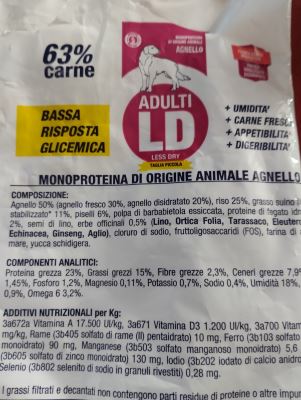 MONOPROTEINA
DI ORIGINE ANIMALE
AGNELLO
63%
carne
ADULTI
LD
LESS DRY
TAGLIA PICCOLA
BASSA
RISPOSTA
GLICEMICA
+ UMIDITA'
+ CARNE FRESCA
+ APPETIBILITA'
+ DIGERIBILITA'
MONOPROTEINA DI ORIGINE ANIMALE AGNELLO
COMPOSIZIONE:
Agnello 50% (agnello fresco 30%, agnello disidratato 20%), riso 25%, grasso suino
stabilizzato* 11%, piselli 6%, polpa di barbabietola essiccata, proteine di fegato
2%, semi di lino, erbe officinali 0,5% (Lino, Ortica Folia, Tarassaco, Eleuter
Echinacea, Ginseng, Aglio), cloruro di sodio, fruttoligosaccaridi (FOS), farina di
mare, yucca schidigera.
COMPONENTI ANALITICI:
Proteina grezza 23%, Grassi grezzi 15%, Fibre grezze 2,3%, Ceneri grezze 7,9%
1,45%, Fosforo 1,2%, Magnesio 0,11%, Potassio 0,7%, Sodio 0,4%, Umidità 18%,
0,9%, Omega 6 3,2%.
ADDITIVI NUTRIZIONALI per Kg:
3a672a Vitamina A 17.500 UI/kg, 3a671 Vitamina D3 1.200 UI/kg, 3a700 Vitam
mg/kg, Rame (3b405 solfato di rame (II) pentaidrato) 10 mg, Ferro (3b103 solfato
monoidrato) 90 mg, Manganese (3b503 solfato manganoso monoidrato) 5,6
(3b605 solfato di zinco monoidrato) 130 mg, Iodio (3b202 iodato di calcio anidro
Selenio (3b802 selenito di sodio in granuli rivestiti) 0,28 mg.
I grassi filtrati e decantati non contengono parti residue di proteine o altre impur